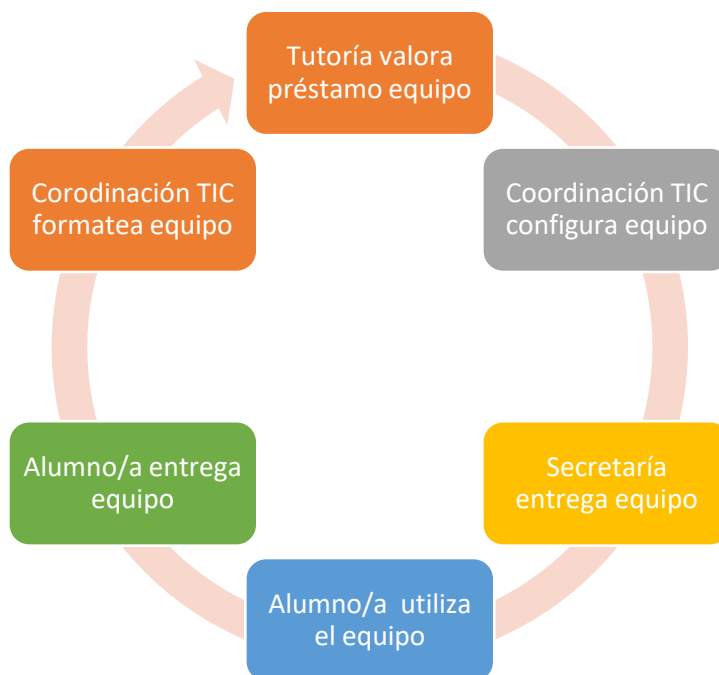 Tutoría valora
préstamo equipo
Coordinación TIC
configura equipo
Secretaría
entrega equipo
Alumno/a utiliza
el equipo
Alumno/a entrega
equipo
Corodinación TIC
formatea equipo